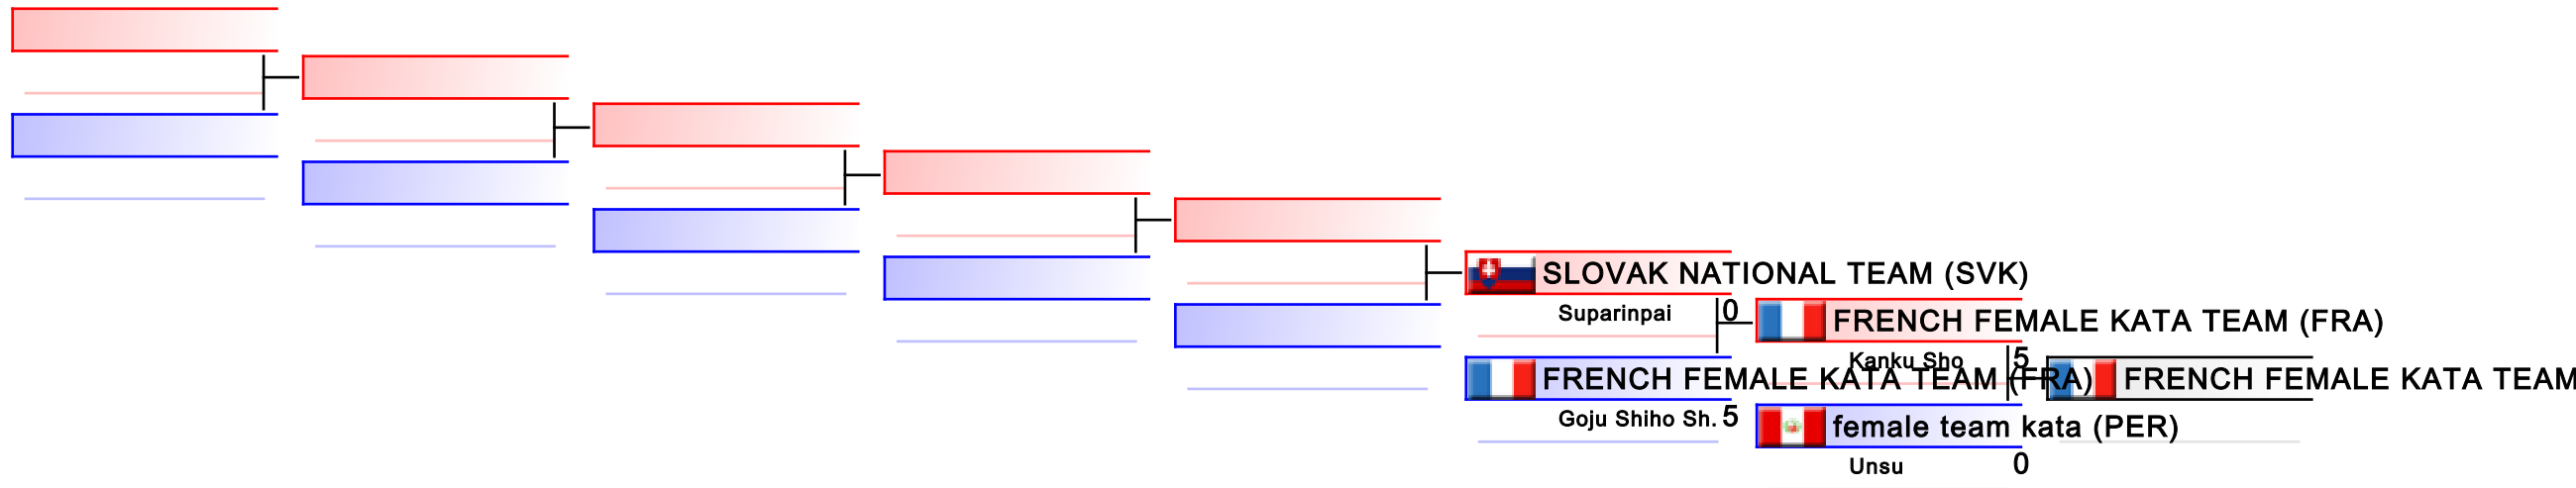 SLOVAK NATIONAL TEAM (SVK)
Suparinpai 0
FRENCH FEMALE KATA TEAM (FRA)
Kanku Sho 5
FRENCH FEMALE KATA TEAM (FRA)
Goju Shiho Sh. 5
FRENCH FEMALE KATA TEAM
female team kata (PER)
Unsu 0